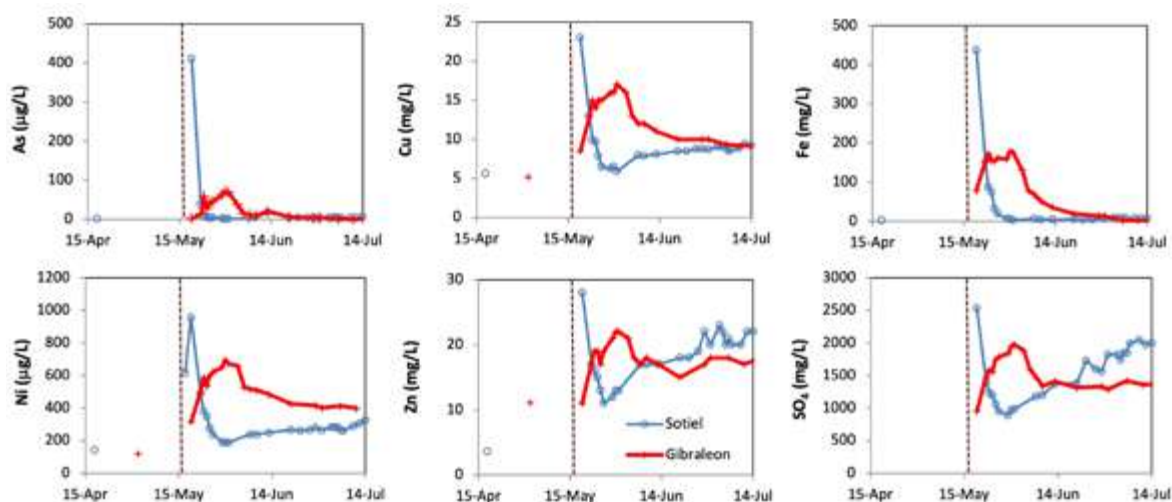 As (µg/L)
500
400
300
200
100
0
15-Apr 15-May 14-Jun 14-Jul
Cu (mg/L)
25
20
15
10
5
0
15-Apr 15-May 14-Jun 14-Jul
Fe (mg/L)
500
400
300
200
100
0
15-Apr 15-May 14-Jun 14-Jul
Ni (µg/L)
1200
1000
800
600
400
200
0
15-Apr 15-May 14-Jun 14-Jul
Zn (mg/L)
30
20
10
0
15-Apr 15-May 14-Jun 14-Jul
Sotiel
Gibraleon
SO4 (mg/L)
3000
2500
2000
1500
1000
500
0
15-Apr 15-May 14-Jun 14-Jul